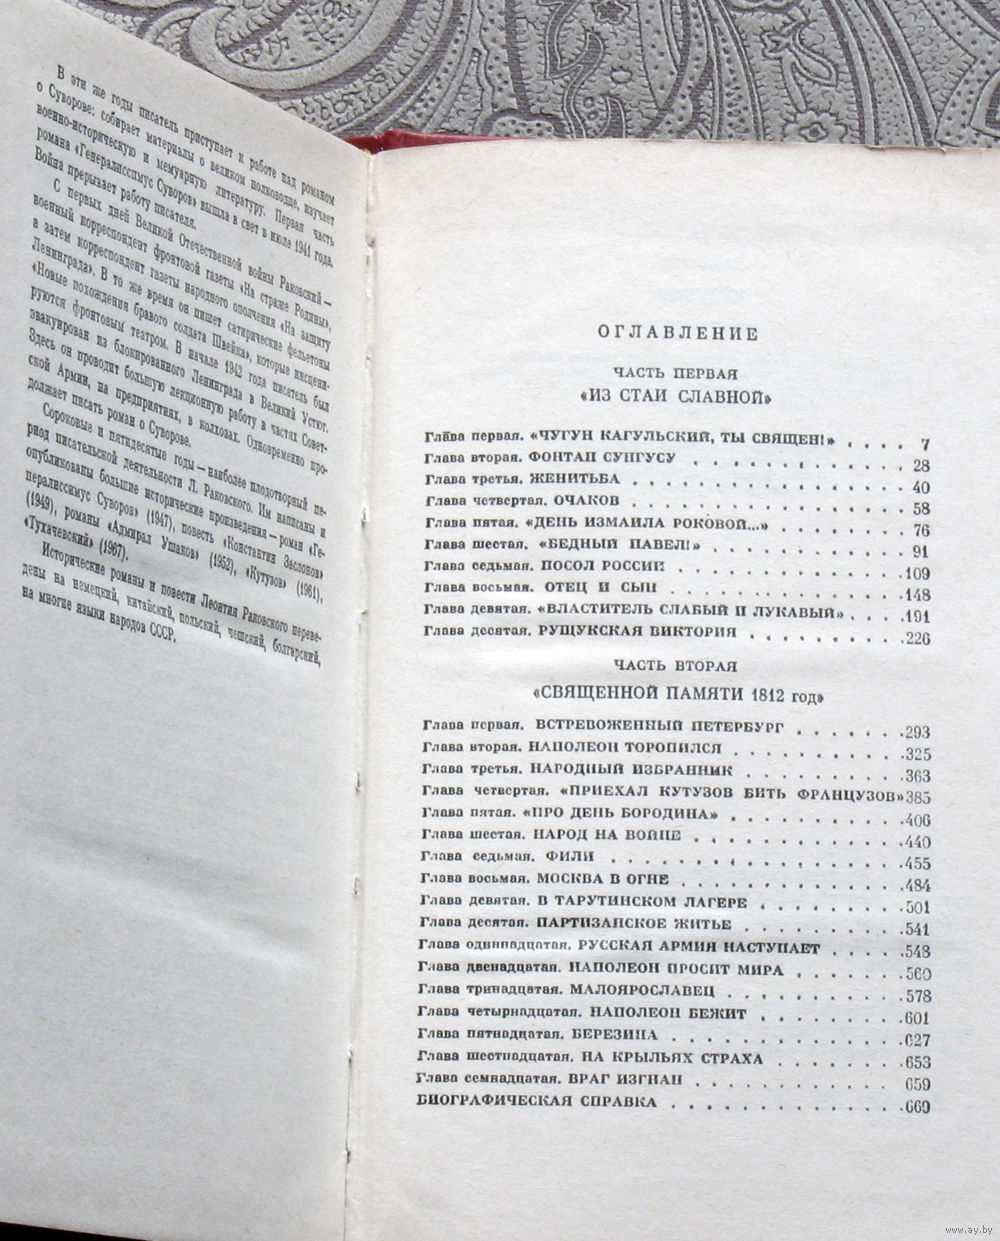 В эти же годы писатель приступает к работе над романом
о Суворове: собирает материалы о великом полководце, изучает
военно-историческую и мемуарную литературу. Первая часть
романа «Генералиссимус Суворов» вышла в свет в июле 1941 года.
Война прерывает работу писателя.
С первых дней Великой Отечественной войны Раковский —
военный корреспондент фронтовой газеты «На страже Родины»,
а затем корреспондент газеты народного ополчения «На защиту
Ленинграда». В то же время он пишет сатирические фельетоны
«Новые похождения бравого солдата Швейка», которые инсцени-
руются фронтовым театром. В начале 1942 года писатель был
эвакуирован из блокированного Ленинграда в Великий Устюг.
Здесь он проводит большую лекционную работу в частях Совет-
ской Армии, на предприятиях, в колхозах. Одновременно про-
должает писать роман о Суворове.
Сороковые и пятидесятые годы — наиболее плодотворный пе-
риод писательской деятельности Л. Раковского. Им написаны и
опубликованы большие исторические произведения — роман «Ге-
нералиссимус Суворов» (1947), повесть «Константин Заслонов»
(1949), романы «Адмирал Ушаков» (1952), «Кутузов» (1961),
«Тухачевский» (1967).
Исторические романы и повести Леонтия Раковского переве-
дены на немецкий, китайский, польский, чешский, болгарский,
на многие языки народов СССР.
ОГЛАВЛЕНИЕ
ЧАСТЬ ПЕРВАЯ
«ИЗ СТАИ СЛАВНОЙ»
Глава первая. «ЧУГУН КАГУЛЬСКИЙ, ТЫ СВЯЩЕН!» . . . . 7
Глава вторая. ФОНТАН СУНГУСУ . . . . . . . . . . . 28
Глава третья. ЖЕНИТЬБА . . . . . . . . . . . . . 40
Глава четвертая. ОЧАКОВ . . . . . . . . . . . . . 58
Глава пятая. «ДЕНЬ ИЗМАИЛА РОКОВОЙ...» . . . . . . . 76
Глава шестая. «БЕДНЫЙ ПАВЕЛ!» . . . . . . . . . . 91
Глава седьмая. ПОСОЛ РОССИИ . . . . . . . . . . . 109
Глава восьмая. ОТЕЦ И СЫН . . . . . . . . . . . . 148
Глава девятая. «ВЛАСТИТЕЛЬ СЛАБЫЙ И ЛУКАВЫЙ» . . . . 191
Глава десятая. РУЩУКСКАЯ ВИКТОРИЯ . . . . . . . . 226
ЧАСТЬ ВТОРАЯ
«СВЯЩЕННОЙ ПАМЯТИ 1812 год»
Глава первая. ВСТРЕВОЖЕННЫЙ ПЕТЕРБУРГ . . . . . . . 293
Глава вторая. НАПОЛЕОН ТОРОПИЛСЯ . . . . . . . . . 325
Глава третья. НАРОДНЫЙ ИЗБРАННИК . . . . . . . . . 363
Глава четвертая. «ПРИЕХАЛ КУТУЗОВ БИТЬ ФРАНЦУЗОВ» 385
Глава пятая. «ПРО ДЕНЬ БОРОДИНА» . . . . . . . . . 406
Глава шестая. НАРОД НА ВОЙНЕ . . . . . . . . . . . 440
Глава седьмая. ФИЛИ . . . . . . . . . . . . . . . 455
Глава восьмая. МОСКВА В ОГНЕ . . . . . . . . . . . 484
Глава девятая. В ТАРУТИНСКОМ ЛАГЕРЕ . . . . . . . . 501
Глава десятая. ПАРТИЗАНСКОЕ ЖИТЬЕ . . . . . . . . 541
Глава одиннадцатая. РУССКАЯ АРМИЯ НАСТУПАЕТ . . . . . 548
Глава двенадцатая. НАПОЛЕОН ПРОСИТ МИРА . . . . . . 560
Глава тринадцатая. МАЛОЯРОСЛАВЕЦ . . . . . . . . . 578
Глава четырнадцатая. НАПОЛЕОН БЕЖИТ . . . . . . . . 601
Глава пятнадцатая. БЕРЕЗИНА . . . . . . . . . . . 627
Глава шестнадцатая. НА КРЫЛЬЯХ СТРАХА . . . . . . . 653
Глава семнадцатая. ВРАГ ИЗГНАН . . . . . . . . . . 659
БИОГРАФИЧЕСКАЯ СПРАВКА . . . . . . . . . . . . 669
www.ay.by